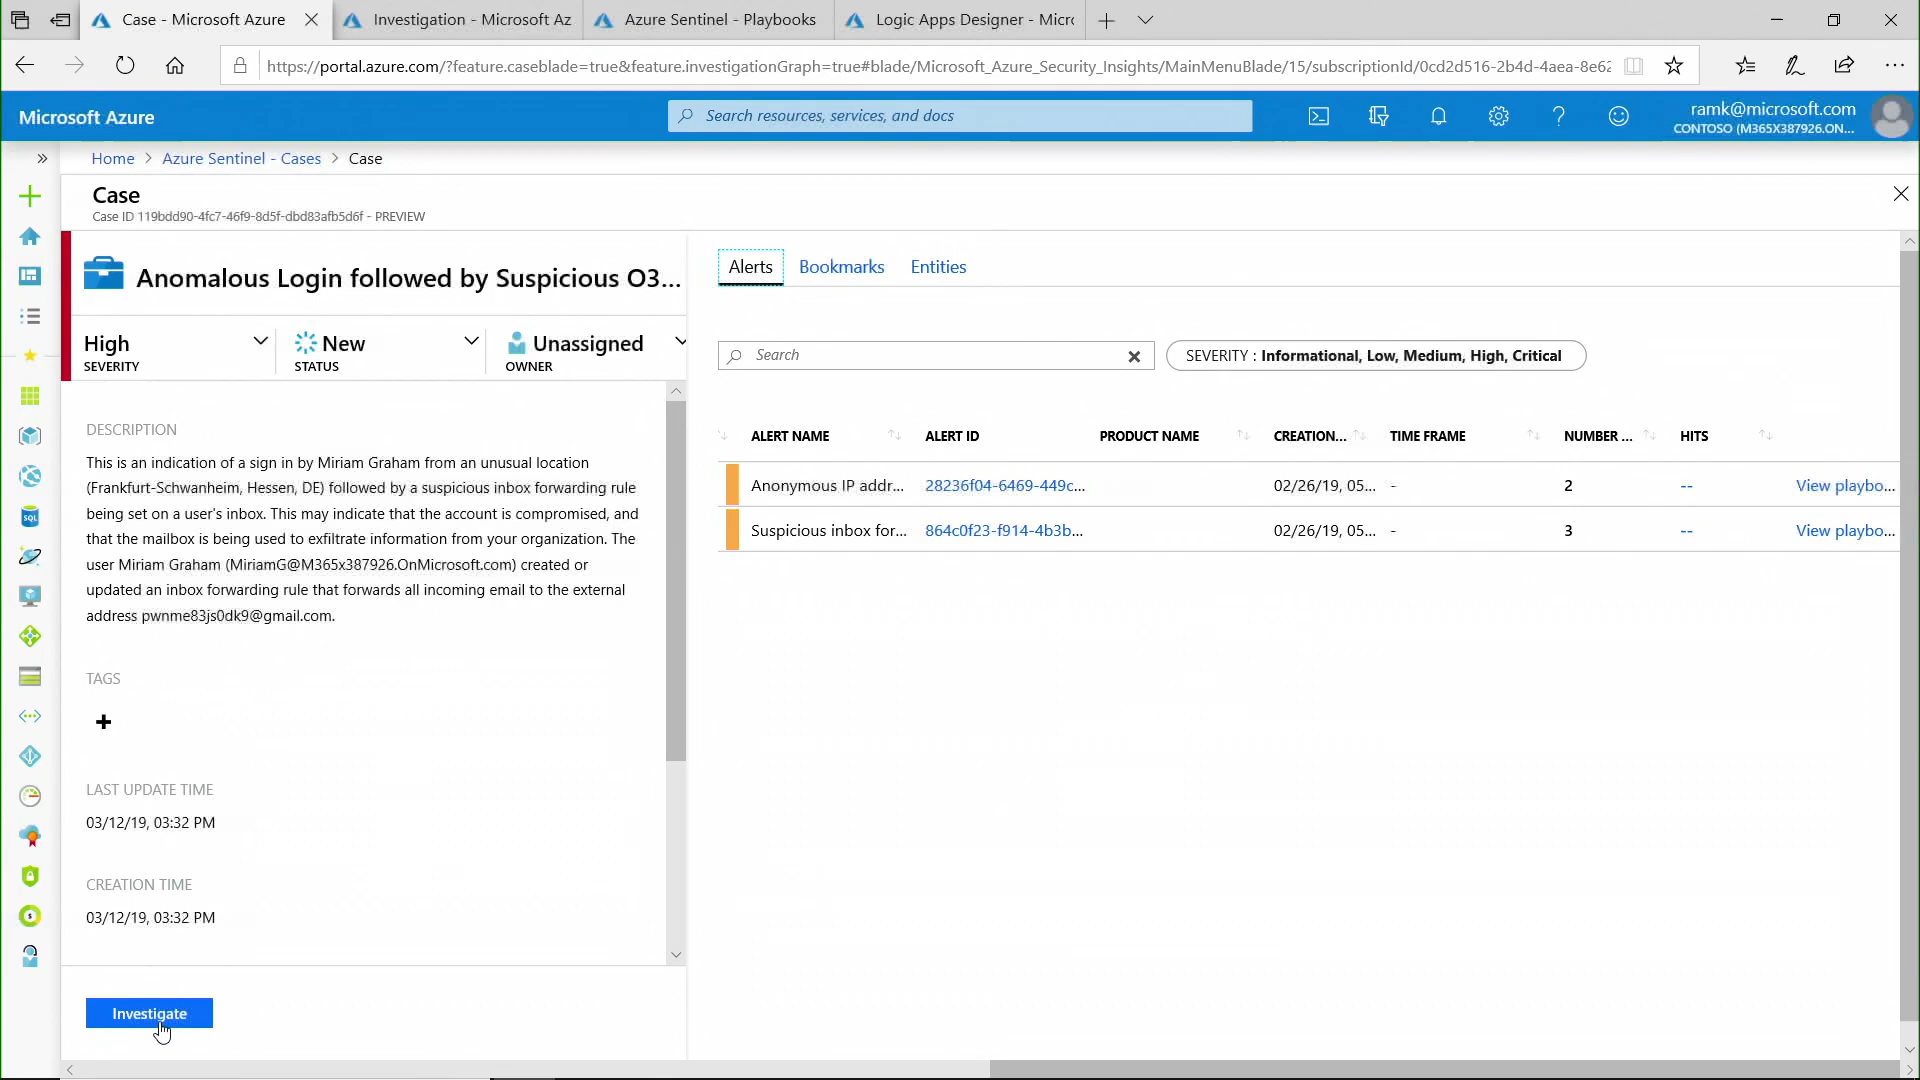 Case - Microsoft Azure
Investigation - Microsoft Az
Azure Sentinel - Playbooks
Logic Apps Designer - Micro
https://portal.azure.com/?feature.caseblade=true&feature.investigationGraph=true#blade/Microsoft_Azure_Security_Insights/MainMenuBlade/15/subscriptionId/0cd2d516-2b4d-4aea-8e62
Microsoft Azure
Search resources, services, and docs
ramk@microsoft.com
CONTOSO (M365X387926.ON...
Home > Azure Sentinel - Cases > Case
Case
Case ID 119bdd90-4fc7-46f9-8d5f-dbd83afb5d6f - PREVIEW
Anomalous Login followed by Suspicious O3...
High
SEVERITY
New
STATUS
Unassigned
OWNER
DESCRIPTION
This is an indication of a sign in by Miriam Graham from an unusual location
(Frankfurt-Schwanheim, Hessen, DE) followed by a suspicious inbox forwarding rule
being set on a user's inbox. This may indicate that the account is compromised, and
that the mailbox is being used to exfiltrate information from your organization. The
user Miriam Graham (MiriamG@M365x387926.OnMicrosoft.com) created or
updated an inbox forwarding rule that forwards all incoming email to the external
address pwnme83js0dk9@gmail.com.
TAGS
+
LAST UPDATE TIME
03/12/19, 03:32 PM
CREATION TIME
03/12/19, 03:32 PM
Investigate
Alerts Bookmarks Entities
Search
SEVERITY : Informational, Low, Medium, High, Critical
ALERT NAME ALERT ID PRODUCT NAME CREATION... TIME FRAME NUMBER ... HITS
Anonymous IP addr... 28236f04-6469-449c... 02/26/19, 05... - 2 -- View playbo...
Suspicious inbox for... 864c0f23-f914-4b3b... 02/26/19, 05... - 3 -- View playbo...
SQL